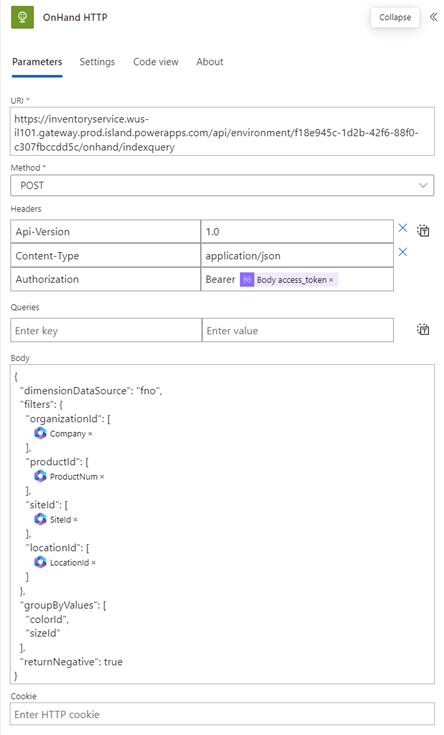 OnHand HTTP
Collapse
Parameters Settings Code view About
URI *
https://inventoryservice.wus-
il101.gateway.prod.island.powerapps.com/api/environment/f18e945c-1d2b-42f6-88f0-
c307fbccdd5c/onhand/indexquery
Method *
POST
Headers
Api-Version 1.0
Content-Type application/json
Authorization Bearer Body access_token ×
Queries
Enter key Enter value
Body
{
"dimensionDataSource": "fno",
"filters": {
"organizationId": [
Company ×
],
"productId": [
ProductNum ×
],
"siteId": [
SiteId ×
],
"locationId": [
LocationId ×
]
},
"groupByValues": [
"colorId",
"sizeId"
],
"returnNegative": true
}
Cookie
Enter HTTP cookie